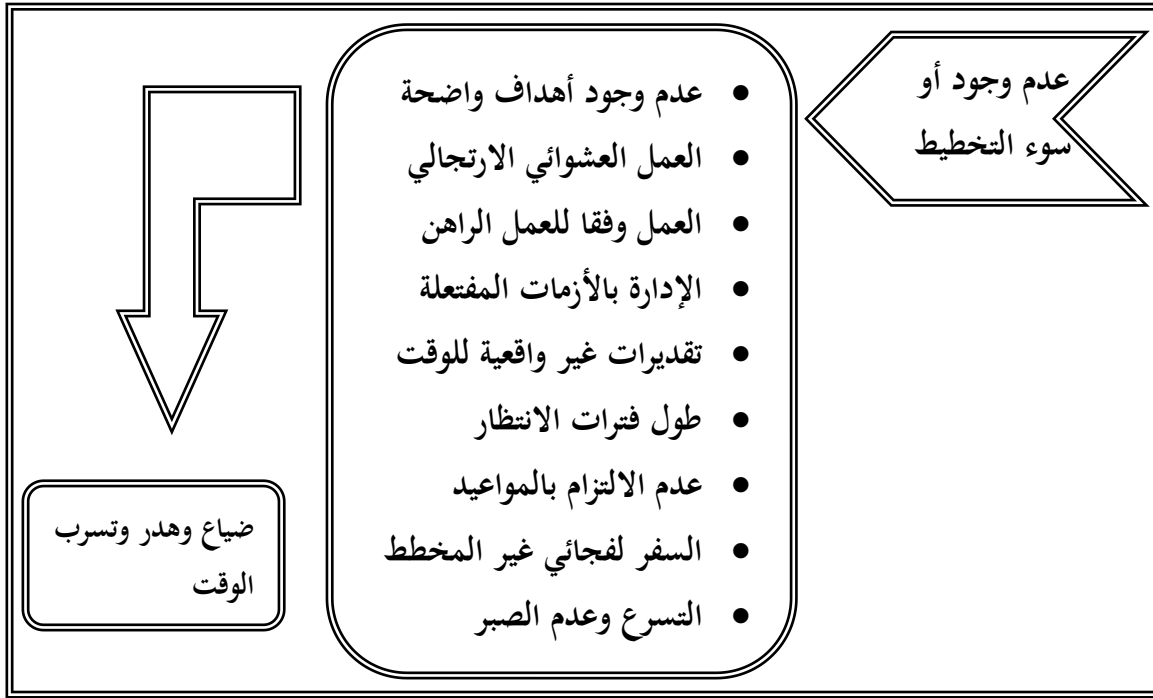 عدم وجود أو
سوء التخطيط
عدم وجود أهداف واضحة
العمل العشوائي الارتجالي
العمل وفقا للعمل الراهن
الإدارة بالأزمات المفتعلة
تقديرات غير واقعية للوقت
طول فترات الانتظار
عدم الالتزام بالمواعيد
السفر لفجائي غير المخطط
التسرع وعدم الصبر
ضياع وهدر وتسرب
الوقت